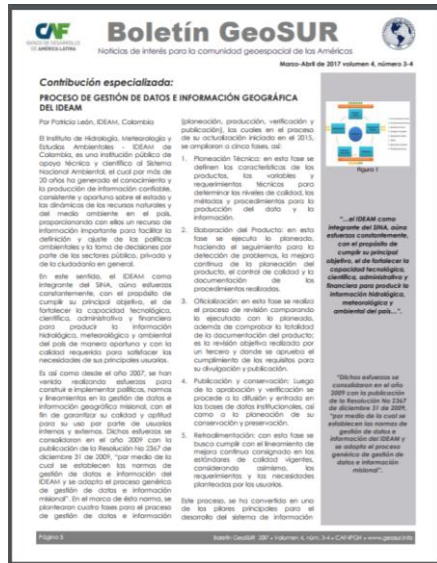 CAF
BANCO DE DESARROLLO
DE AMÉRICA LATINA
Boletín GeoSUR
Noticias de interés para la comunidad geoespacial de las Américas
Marzo-Abril de 2017 volumen 4, número 3-4
Contribución especializada:
PROCESO DE GESTIÓN DE DATOS E INFORMACIÓN GEOGRÁFICA
DEL IDEAM
Por Patricia León, IDEAM, Colombia
El Instituto de Hidrología, Meteorología y
Estudios Ambientales - IDEAM de
Colombia, es una institución pública de
apoyo técnico y científico al Sistema
Nacional Ambiental, el cual por más de
20 años ha generado el conocimiento y
la producción de información confiable,
consistente y oportuna sobre el estado y
las dinámicas de los recursos naturales y
del medio ambiente en el país,
proporcionando con ellos un recurso de
información importante para facilitar la
definición y ajuste de las políticas
ambientales y la toma de decisiones por
parte de los sectores público, privado y
de la ciudadanía en general.
En este sentido, el IDEAM como
integrante del SINA, aúna esfuerzos
constantemente, con el propósito de
cumplir su principal objetivo, el de
fortalecer la capacidad tecnológica,
científica, administrativa y financiera
para producir la información
hidrológica, meteorológica y ambiental
del país de manera oportuna y con la
calidad requerida para satisfacer las
necesidades de sus principales usuarios.
Es así como desde el año 2007, se han
venido realizando esfuerzos para
construir e implementar políticas, normas
y lineamientos en la gestión de datos e
información geográfica misional, con el
fin de garantizar su calidad y aptitud
para su uso por parte de usuarios
internos y externos. Dichos esfuerzos se
consolidaron en el año 2009 con la
publicación de la Resolución No 2367 de
diciembre 31 de 2009, "por medio de la
cual se establecen las normas de
gestión de datos e información del
IDEAM y se adopta el proceso genérico
de gestión de datos e información
misional". En el marco de ésta norma, se
plantearan cuatro fases para el proceso
de gestión de datos e información
(planeación, producción, verificación y
publicación), las cuales en el proceso
de su actualización iniciada en el 2015,
se ampliaron a cinco fases, así:
1. Planeación Técnica: en esta fase se
definen las características de los
productos, las variables y
requerimientos técnicos para
determinar los niveles de calidad, los
métodos y procedimientos para la
producción del dato y la
información.
2. Elaboración del Producto: en esta
fase se ejecuta lo planeado,
haciendo el seguimiento para la
detección de problemas, la mejora
continua de la planeación del
producto, el control de calidad y la
documentación de los
procedimientos realizados.
3. Oficialización: en esta fase se realiza
el proceso de revisión comparando
lo ejecutado con lo planeado,
además de comprobar la totalidad
de la documentación del producto;
es la revisión objetiva realizada por
un tercero y donde se aprueba el
cumplimiento de los requisitos para
su divulgación y publicación.
4. Publicación y conservación: Luego
de la aprobación y verificación se
procede a la difusión y entrada en
las bases de datos institucionales, así
como a la planeación de su
conservación y preservación.
5. Retroalimentación: con esta fase se
busca cumplir con el lineamiento de
mejora continua consignado en los
estándares de calidad vigentes,
considerando asimismo, los
requerimientos y las necesidades
planteadas por los usuarios.
Este proceso, se ha convertido en uno
de los pilares principales para el
desarrollo del sistema de información
Figura 1
"...el IDEAM como
integrante del SINA, aúna
esfuerzos constantemente,
con el propósito de
cumplir su principal
objetivo, el de fortalecer la
capacidad tecnológica,
científica, administrativa y
financiera para producir la
información hidrológica,
meteorológica y
ambiental del país...".
"Dichos esfuerzos se
consolidaron en el año
2009 con la publicación
de la Resolución No 2367
de diciembre 31 de 2009,
"por medio de la cual se
establecen las normas de
gestión de datos e
información del IDEAM y
se adopta el proceso
genérico de gestión de
datos e información
misional".
Página 5
Boletín GeoSUR 2017 • Volumen 4, núm. 3-4 • CAF-IPGH • www.geosur.info